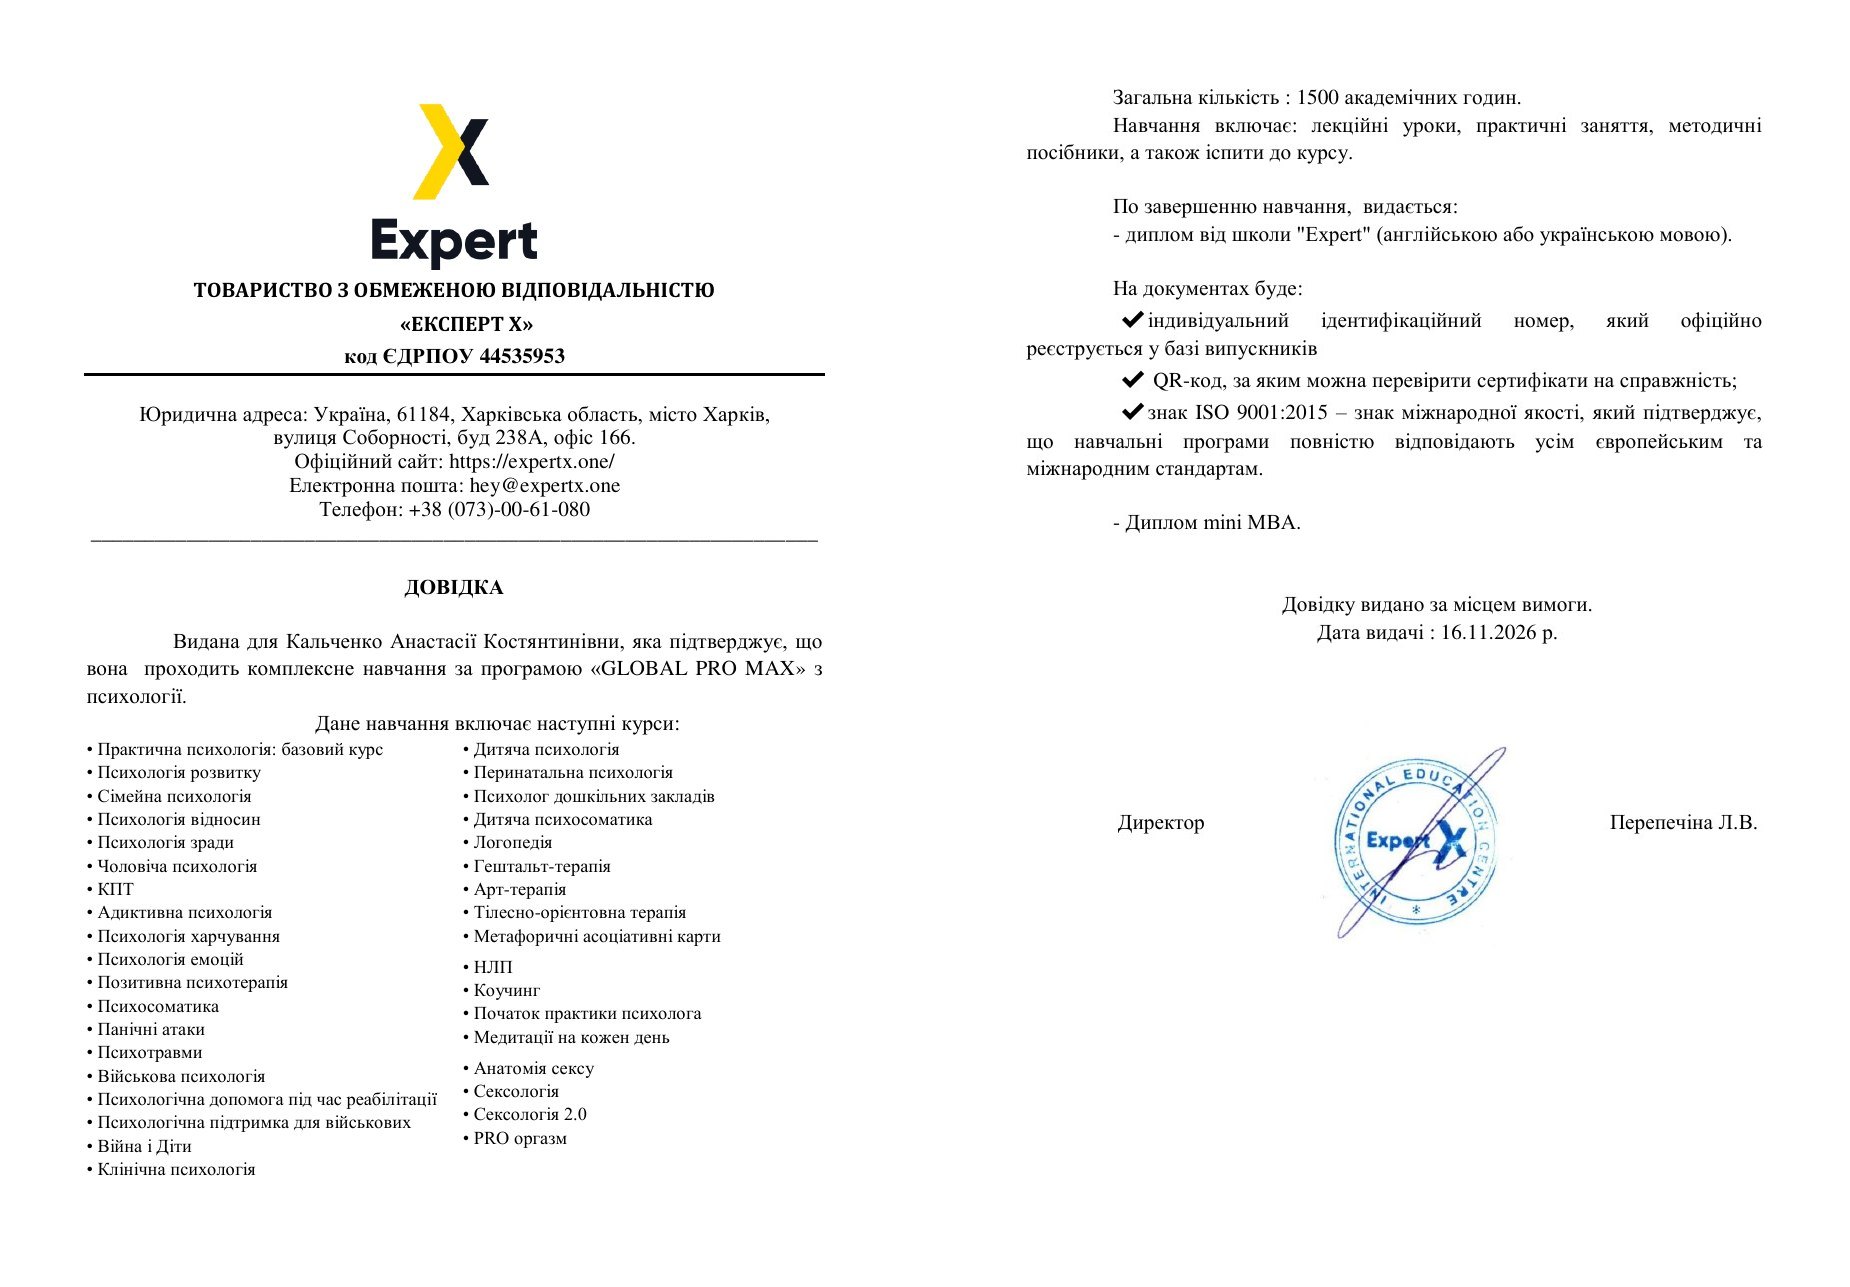 X
Expert
ТОВАРИСТВО З ОБМЕЖЕНОЮ ВІДПОВІДАЛЬНІСТЮ
«ЕКСПЕРТ Х»
код ЄДРПОУ 44535953
Юридична адреса: Україна, 61184, Харківська область, місто Харків,
вулиця Соборності, буд 238А, офіс 166.
Офіційний сайт: https://expertx.one/
Електронна пошта: hey@expertx.one
Телефон: +38 (073)-00-61-080
ДОВІДКА
Видана для Кальченко Анастасії Костянтинівни, яка підтверджує, що
вона проходить комплексне навчання за програмою «GLOBAL PRO MAX» з
психології.
Дане навчання включає наступні курси:
• Практична психологія: базовий курс
• Психологія розвитку
• Сімейна психологія
• Психологія відносин
• Психологія зради
• Чоловіча психологія
• КПТ
• Адиктивна психологія
• Психологія харчування
• Психологія емоцій
• Позитивна психотерапія
• Психосоматика
• Панічні атаки
• Психотравми
• Військова психологія
• Психологічна допомога під час реабілітації
• Психологічна підтримка для військових
• Війна і Діти
• Клінічна психологія
• Дитяча психологія
• Перинатальна психологія
• Психолог дошкільних закладів
• Дитяча психосоматика
• Логопедія
• Гештальт-терапія
• Арт-терапія
• Тілесно-орієнтовна терапія
• Метафоричні асоціативні карти
• НЛП
• Коучинг
• Початок практики психолога
• Медитації на кожен день
• Анатомія сексу
• Сексологія
• Сексологія 2.0
• PRO оргазм
Загальна кількість : 1500 академічних годин.
Навчання включає: лекційні уроки, практичні заняття, методичні
посібники, а також іспити до курсу.
По завершенню навчання, видається:
- диплом від школи "Expert" (англійською або українською мовою).
На документах буде:
✔індивідуальний ідентифікаційний номер, який офіційно
реєструється у базі випускників
✔ QR-код, за яким можна перевірити сертифікати на справжність;
✔знак ISO 9001:2015 – знак міжнародної якості, який підтверджує,
що навчальні програми повністю відповідають усім європейським та
міжнародним стандартам.
- Диплом mini MBA.
Довідку видано за місцем вимоги.
Дата видачі : 16.11.2026 р.
Директор
INTERNATIONAL EDUCATION CENTRE *
Expert X
Перепечіна Л.В.